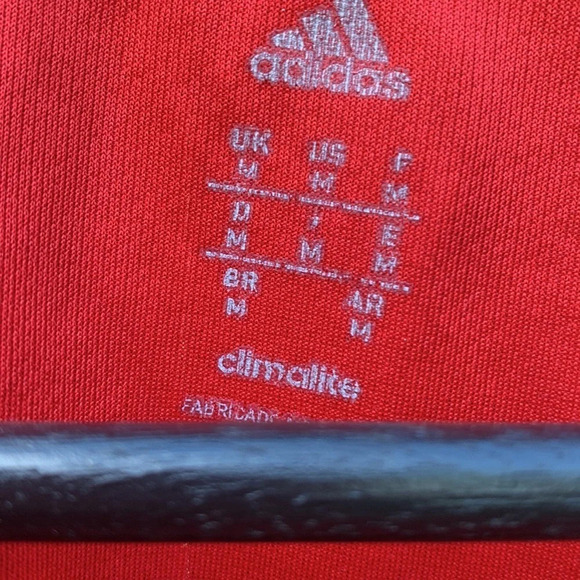 adidas
UK US F
M M M
D I E
M M M
BR AR
M M
climalite